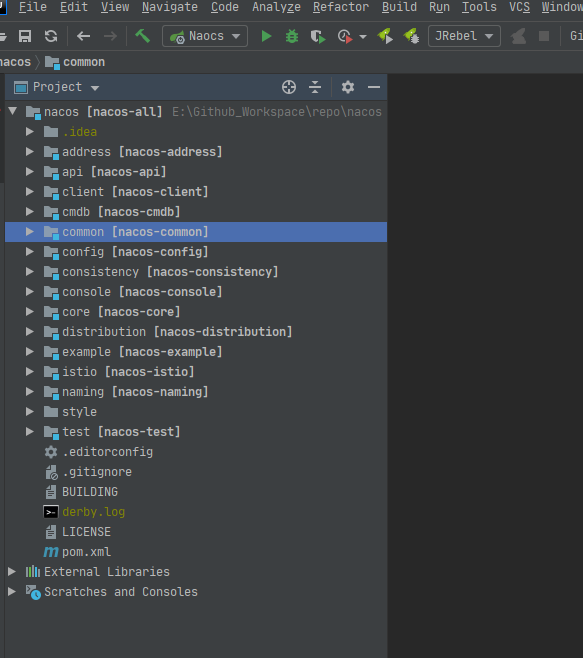 File Edit View Navigate Code Analyze Refactor Build Run Tools VCS Window
Naocs JRebel Gi
nacos common
Project
nacos [nacos-all] E:\Github_Workspace\repo\nacos
.idea
address [nacos-address]
api [nacos-api]
client [nacos-client]
cmdb [nacos-cmdb]
common [nacos-common]
config [nacos-config]
consistency [nacos-consistency]
console [nacos-console]
core [nacos-core]
distribution [nacos-distribution]
example [nacos-example]
istio [nacos-istio]
naming [nacos-naming]
style
test [nacos-test]
.editorconfig
.gitignore
BUILDING
derby.log
LICENSE
pom.xml
External Libraries
Scratches and Consoles